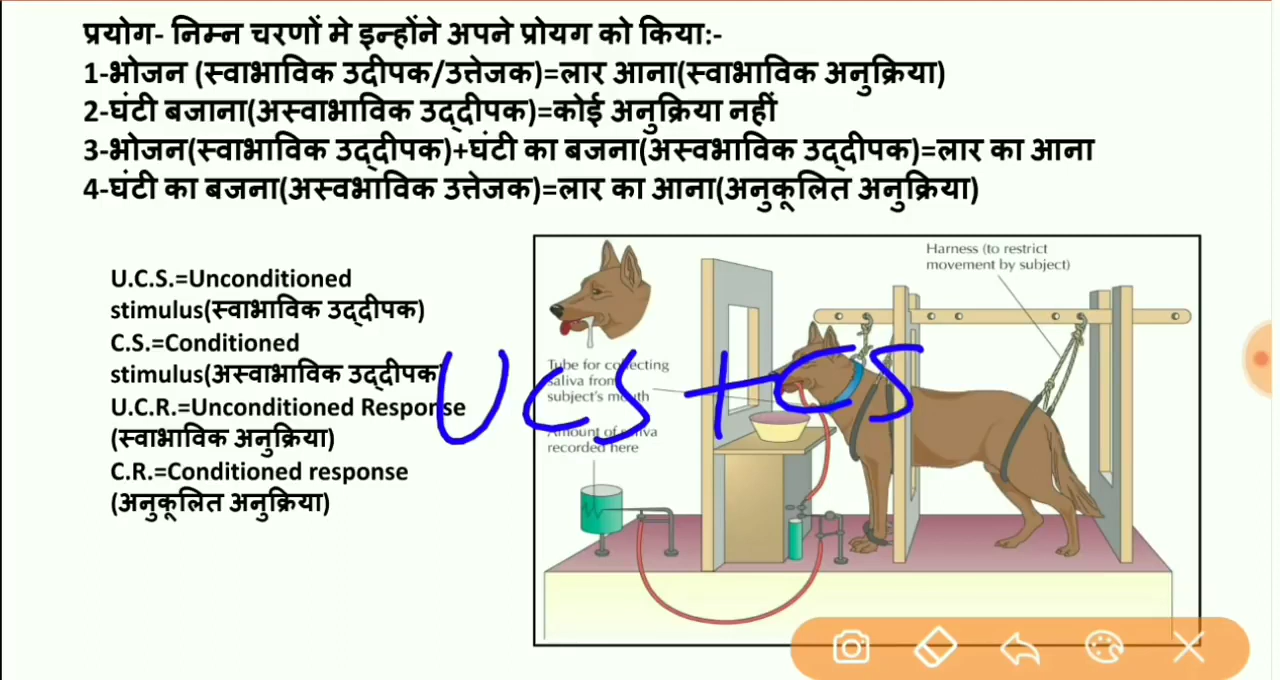 प्रयोग- निम्न चरणों मे इन्होंने अपने प्रोयग को किया:-
1-भोजन (स्वाभाविक उदीपक/उत्तेजक)=लार आना(स्वाभाविक अनुक्रिया)
2-घंटी बजाना(अस्वाभाविक उद्दीपक)=कोई अनुक्रिया नहीं
3-भोजन(स्वाभाविक उद्दीपक)+घंटी का बजना(अस्वभाविक उद्दीपक)=लार का आना
4-घंटी का बजना(अस्वभाविक उत्तेजक)=लार का आना(अनुकूलित अनुक्रिया)
U.C.S.=Unconditioned
stimulus(स्वाभाविक उद्दीपक)
C.S.=Conditioned
stimulus(अस्वाभाविक उद्दीपक)
U.C.R.=Unconditioned Response
(स्वाभाविक अनुक्रिया)
C.R.=Conditioned response
(अनुकूलित अनुक्रिया)
Harness (to restrict
movement by subject)
Tube for collecting
saliva from
subject's mouth
Amount of saliva
recorded here
UCS + CS